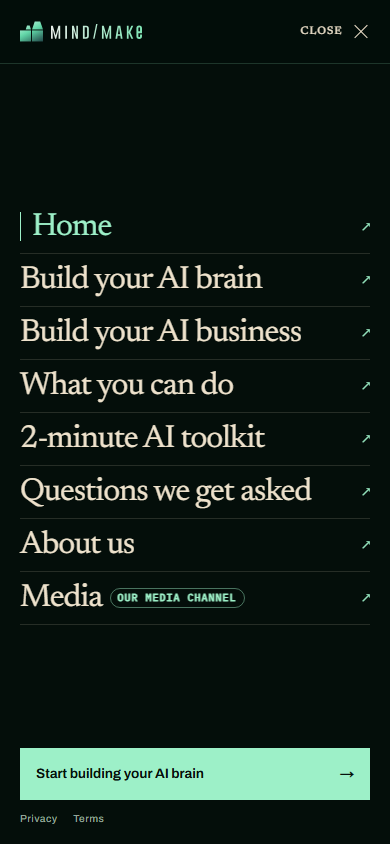 MIND/MAKE
CLOSE
Home
Build your AI brain
Build your AI business
What you can do
2-minute AI toolkit
Questions we get asked
About us
Media OUR MEDIA CHANNEL
Start building your AI brain
Privacy Terms